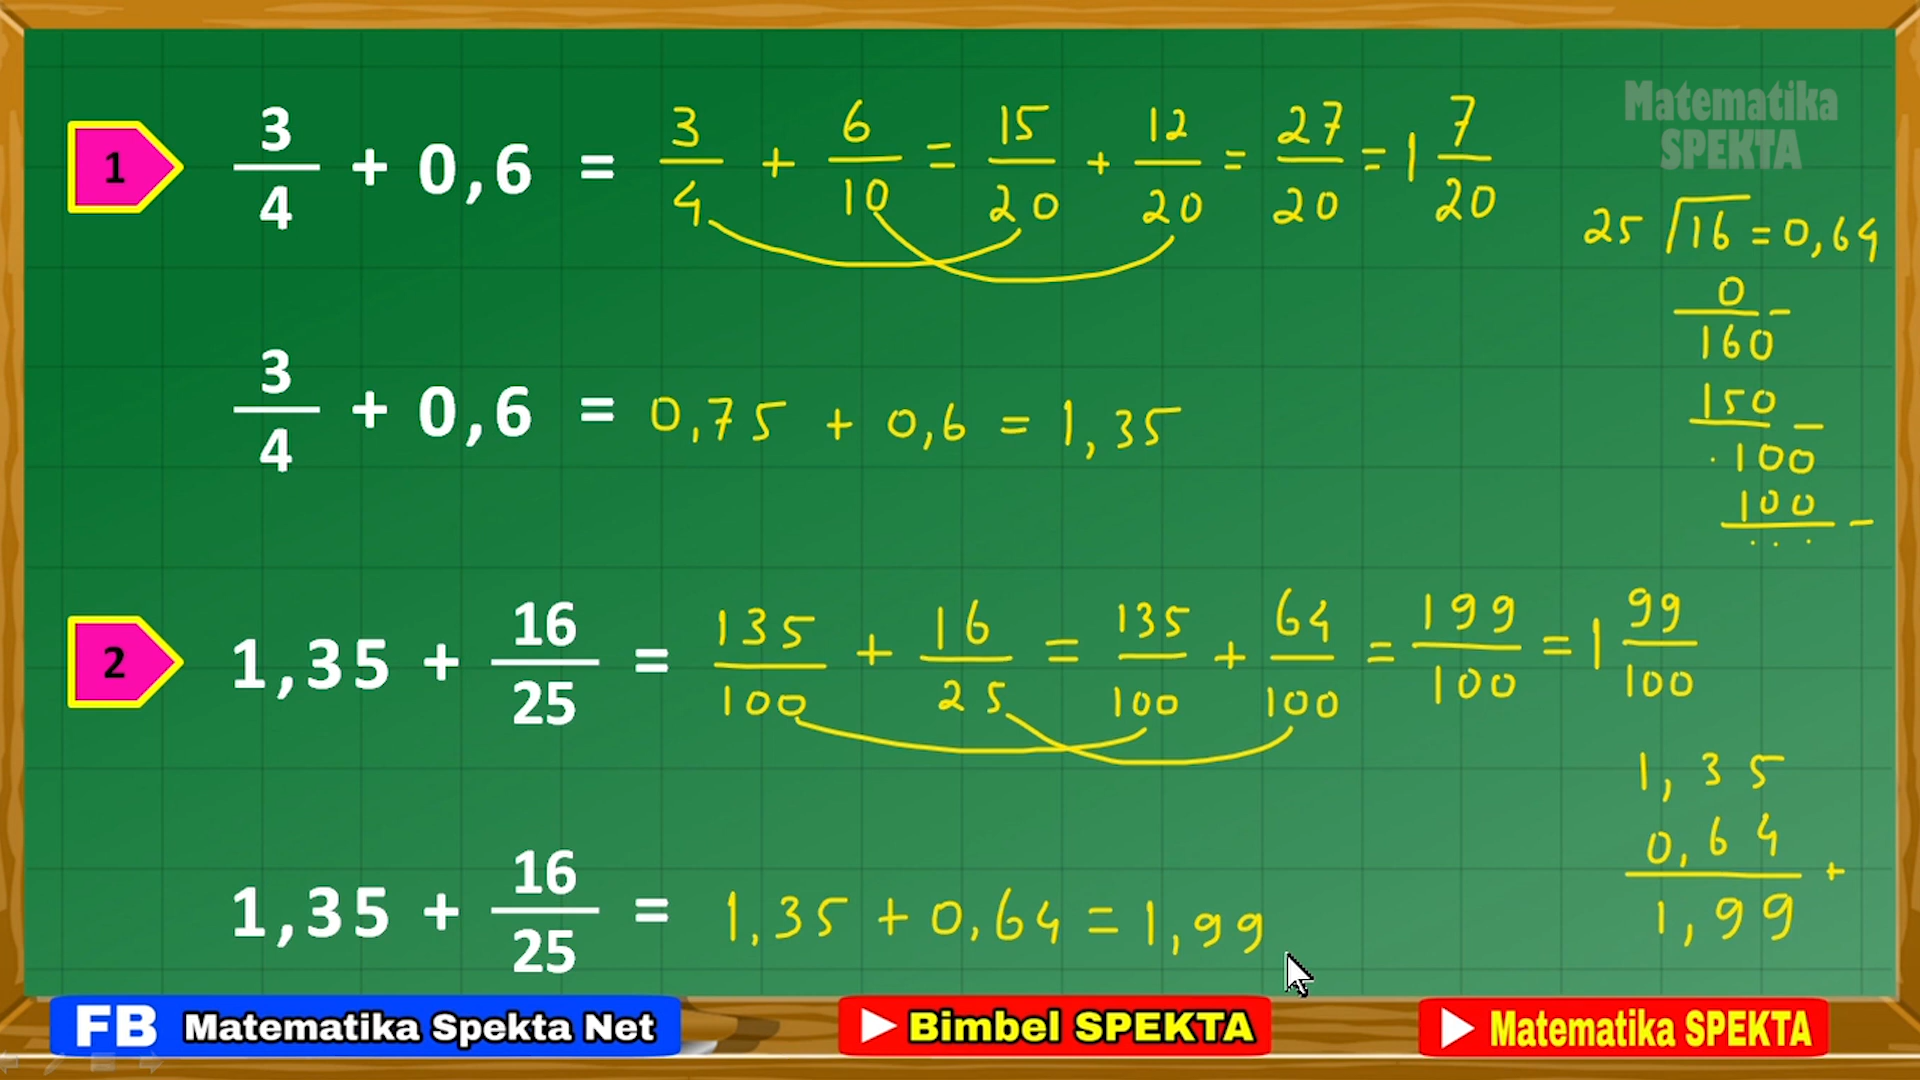 Matematika
SPEKTA
1
3/4 + 0,6 = 3/4 + 6/10 = 15/20 + 12/20 = 27/20 = 1 7/20
3/4 + 0,6 = 0,75 + 0,6 = 1,35
25 √16 = 0,64
0 -
160
150 -
100
100 -
...
2
1,35 + 16/25 = 135/100 + 16/25 = 135/100 + 64/100 = 199/100 = 1 99/100
1,35 + 16/25 = 1,35 + 0,64 = 1,99
1,35
0,64 +
1,99
FB Matematika Spekta Net
Bimbel SPEKTA
Matematika SPEKTA